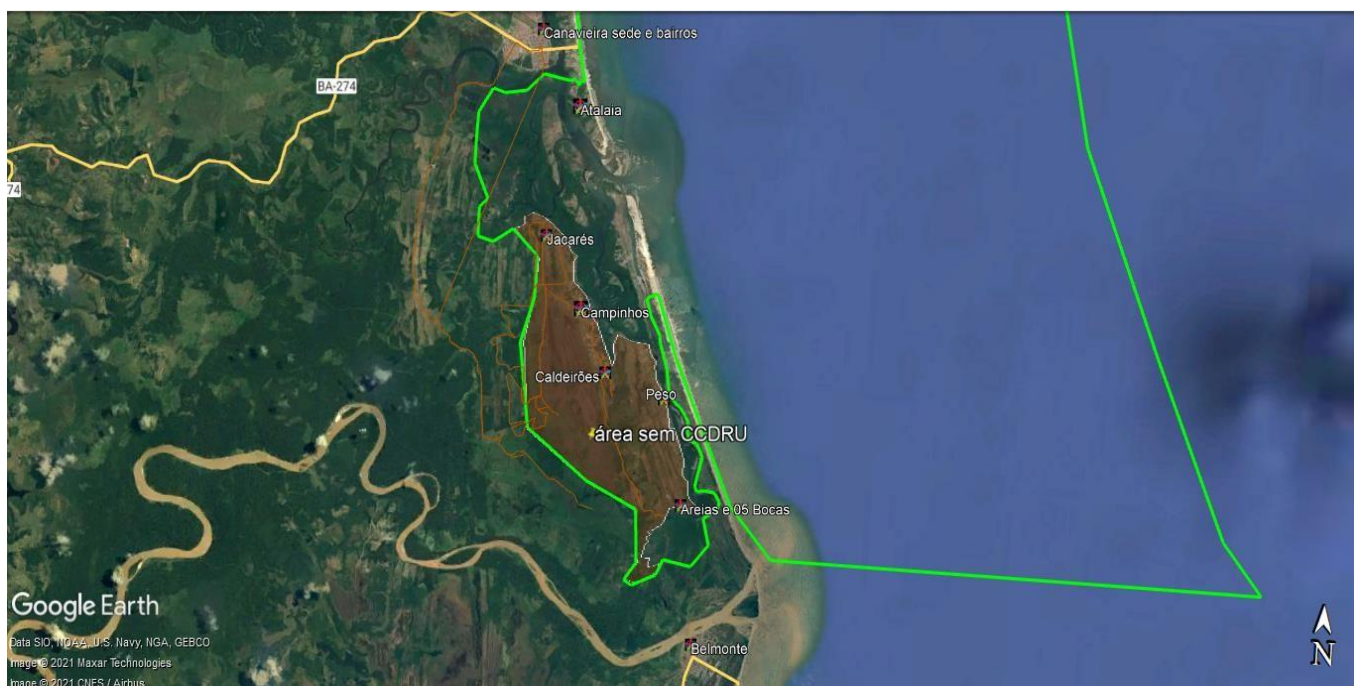 Canavieira sede e bairros
BA-274
Atalaia
74
Jacarés
Campinhos
Caldeirões
Peso
área sem CCDRU
Areias e 05 Bocas
Google Earth
Data SIO, NOAA, U.S. Navy, NGA, GEBCO
Image © 2021 Maxar Technologies
Image © 2021 CNES / Airbus
Belmonte
N